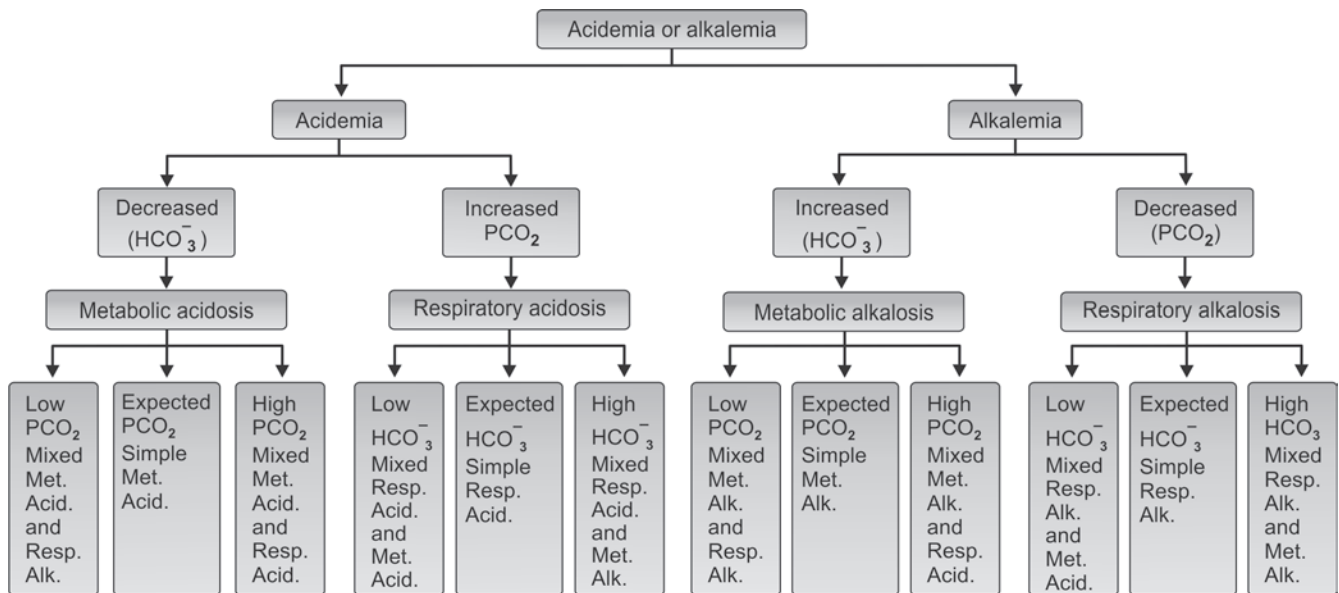 Acidemia or alkalemia
Acidemia
Alkalemia
Decreased
(HCO₃⁻)
Increased
PCO₂
Increased
(HCO₃⁻)
Decreased
(PCO₂)
Metabolic acidosis
Respiratory acidosis
Metabolic alkalosis
Respiratory alkalosis
Low
PCO₂
Mixed
Met.
Acid.
and
Resp.
Alk.
Expected
PCO₂
Simple
Met.
Acid.
High
PCO₂
Mixed
Met.
Acid.
and
Resp.
Acid.
Low
HCO₃⁻
Mixed
Resp.
Acid.
and
Met.
Acid.
Expected
HCO₃⁻
Simple
Resp.
Acid.
High
HCO₃⁻
Mixed
Resp.
Acid.
and
Met.
Alk.
Low
PCO₂
Mixed
Met.
Alk.
and
Resp.
Alk.
Expected
PCO₂
Simple
Met.
Alk.
High
PCO₂
Mixed
Met.
Alk.
and
Resp.
Acid.
Low
HCO₃⁻
Mixed
Resp.
Alk.
and
Met.
Acid.
Expected
HCO₃⁻
Simple
Resp.
Alk.
High
HCO₃
Mixed
Resp.
Alk.
and
Met.
Alk.